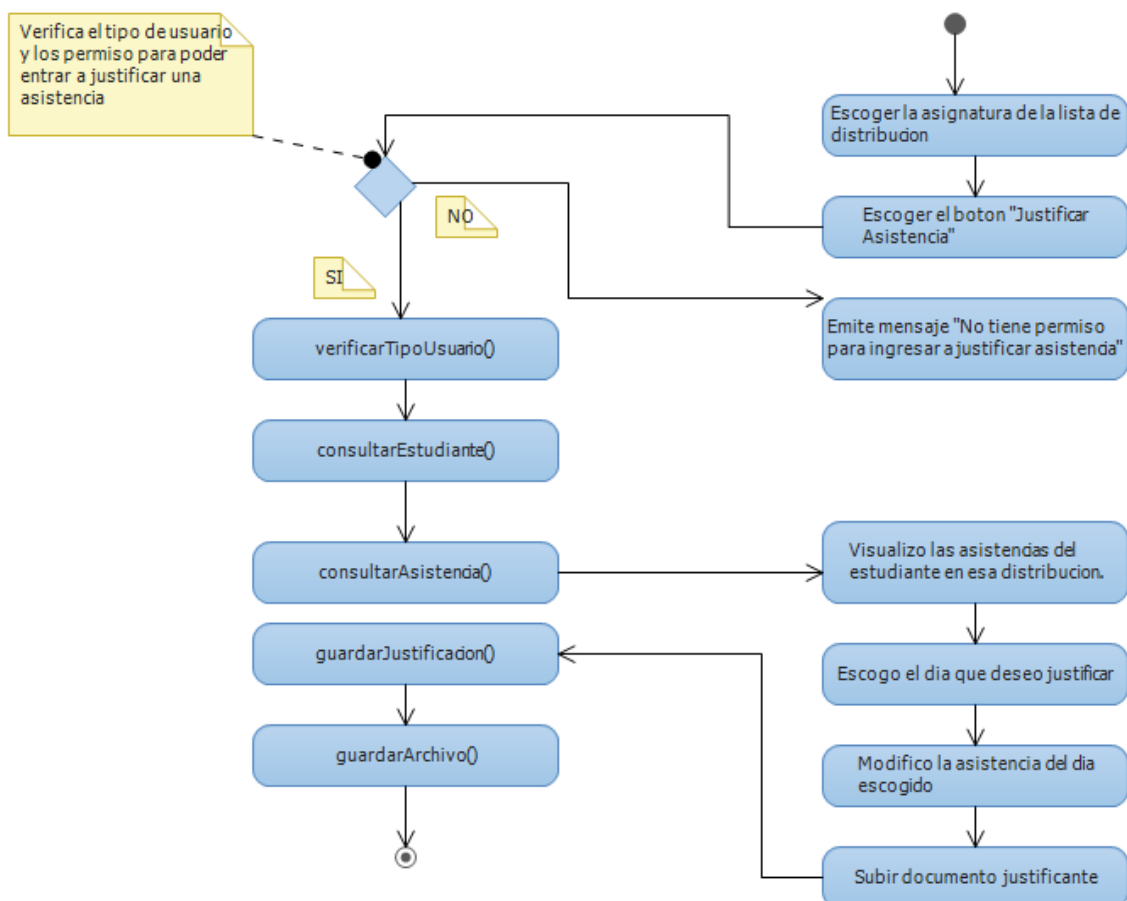 Verifica el tipo de usuario
y los permiso para poder
entrar a justificar una
asistencia
Escoger la asignatura de la lista de
distribucion
Escoger el boton "Justificar
Asistencia"
NO
SI
Emite mensaje "No tiene permiso
para ingresar a justificar asistencia"
verificarTipoUsuario()
consultarEstudiante()
consultarAsistencia()
Visualizo las asistencias del
estudiante en esa distribucion.
guardarJustificacion()
Escogo el dia que deseo justificar
guardarArchivo()
Modifico la asistencia del dia
escogido
Subir documento justificante